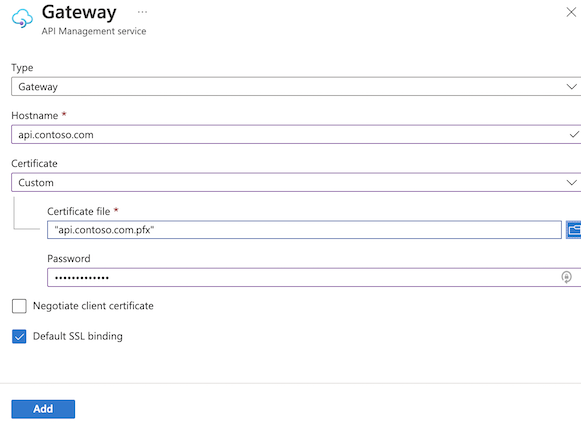 Gateway ...
API Management service
Type
Gateway
Hostname *
api.contoso.com
Certificate
Custom
Certificate file *
"api.contoso.com.pfx"
Password
•••••••••••••
Negotiate client certificate
Default SSL binding
Add